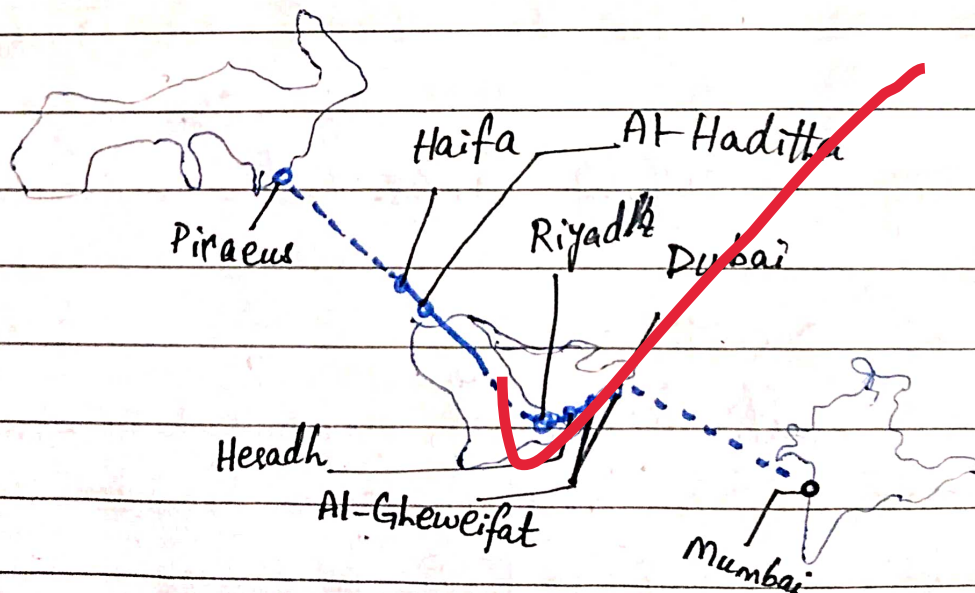 Haifa
Al-Haditha
Riyadh
Piraeus
Dubai
Heradh
Al-Gheweifat
Mumbai